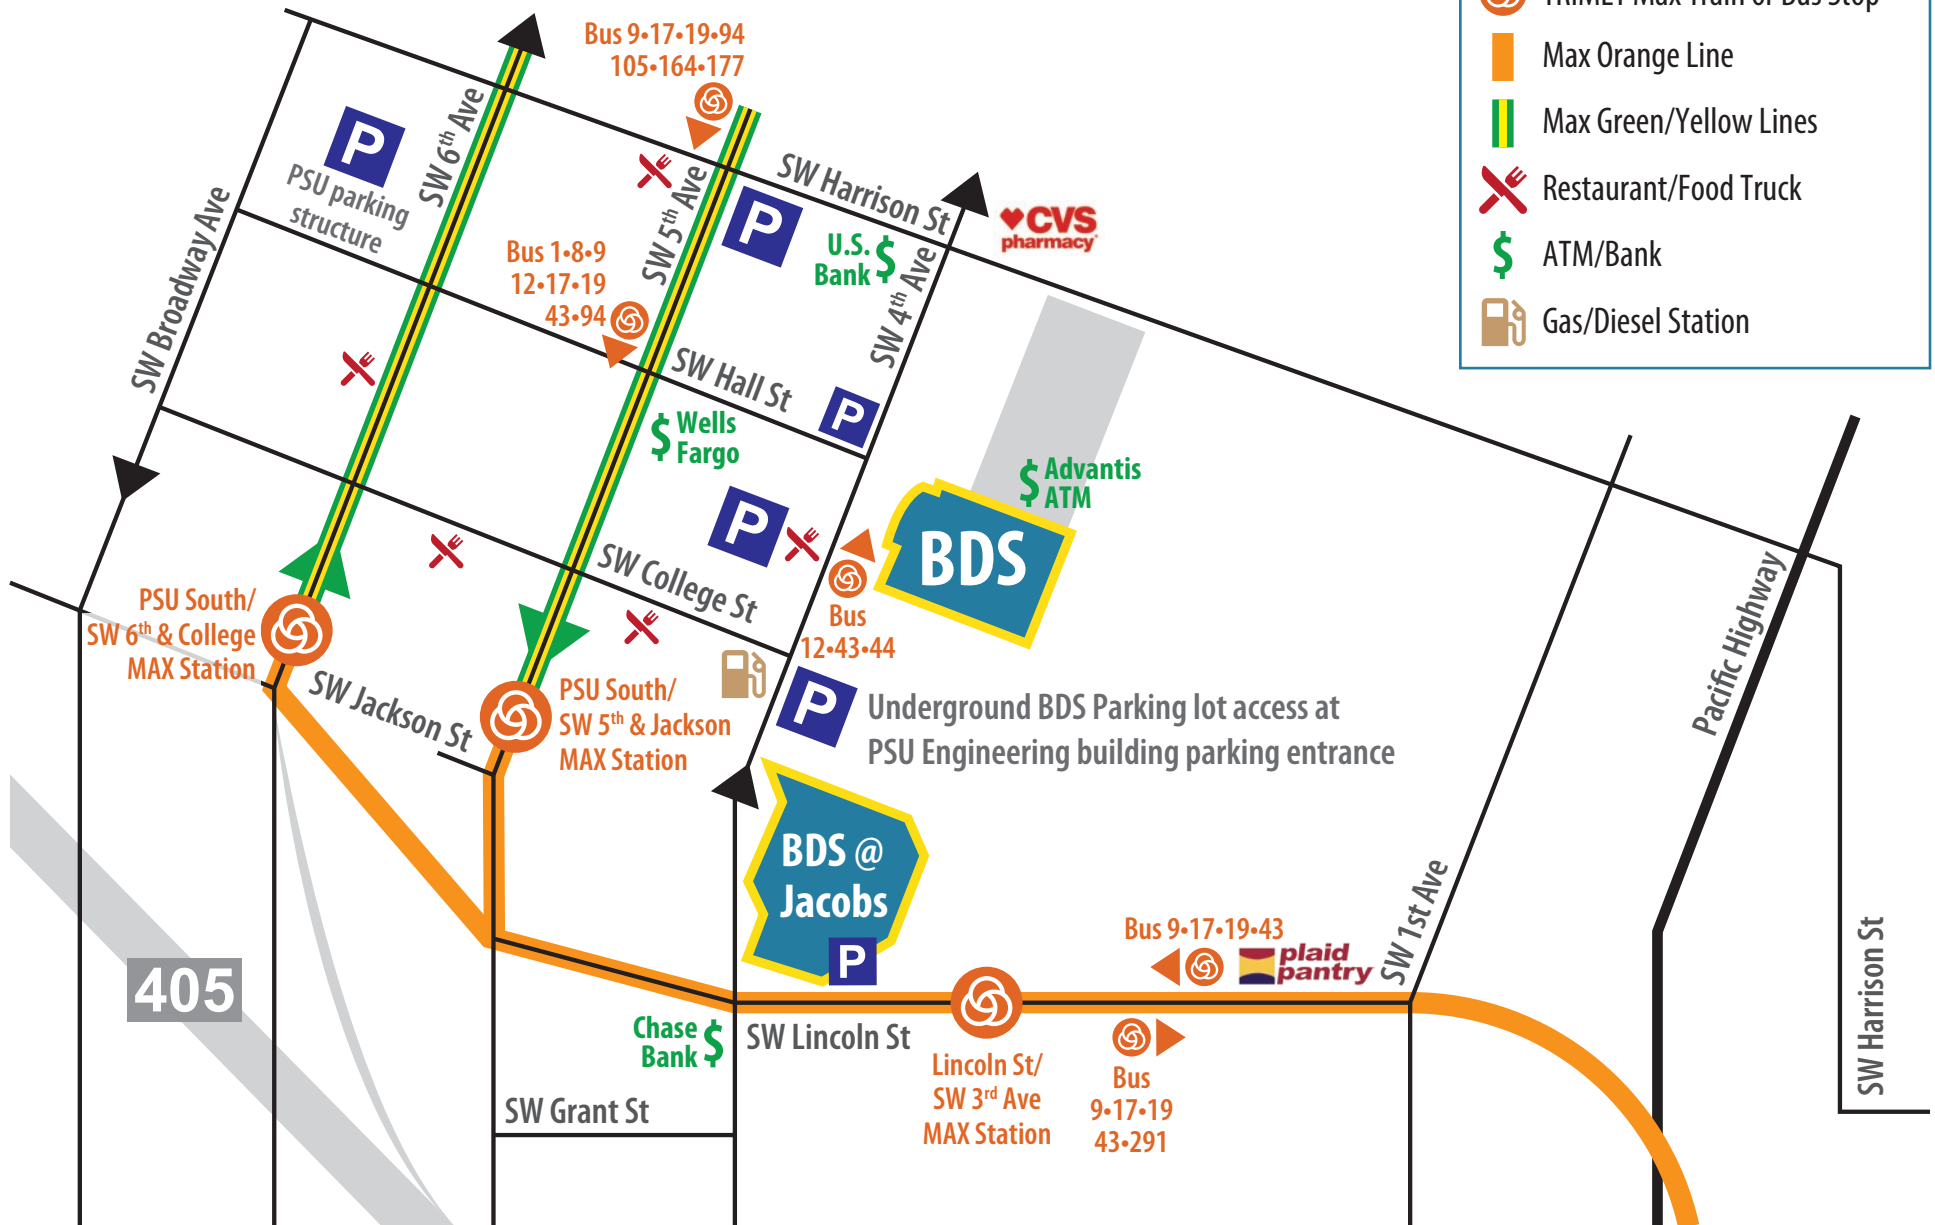 TRIMET Max Train or Bus Stop
Max Orange Line
Max Green/Yellow Lines
Restaurant/Food Truck
$ ATM/Bank
Gas/Diesel Station
Bus 9•17•19•94
105•164•177
P
PSU parking
structure
SW 6th Ave
SW Broadway Ave
Bus 1•8•9
12•17•19
43•94
SW 5th Ave
P
SW Harrison St
U.S.
Bank $
SW 4th Ave
CVS
pharmacy
SW Hall St
P
$ Wells
Fargo
P
$ Advantis
ATM
BDS
SW College St
Bus
12•43•44
PSU South/
SW 6th & College
MAX Station
SW Jackson St
PSU South/
SW 5th & Jackson
MAX Station
P
Underground BDS Parking lot access at
PSU Engineering building parking entrance
Pacific Highway
BDS @
Jacobs
P
405
Bus 9•17•19•43
plaid
pantry
SW 1st Ave
SW Harrison St
Chase
Bank $
SW Lincoln St
Lincoln St/
SW 3rd Ave
MAX Station
Bus
9•17•19
43•291
SW Grant St